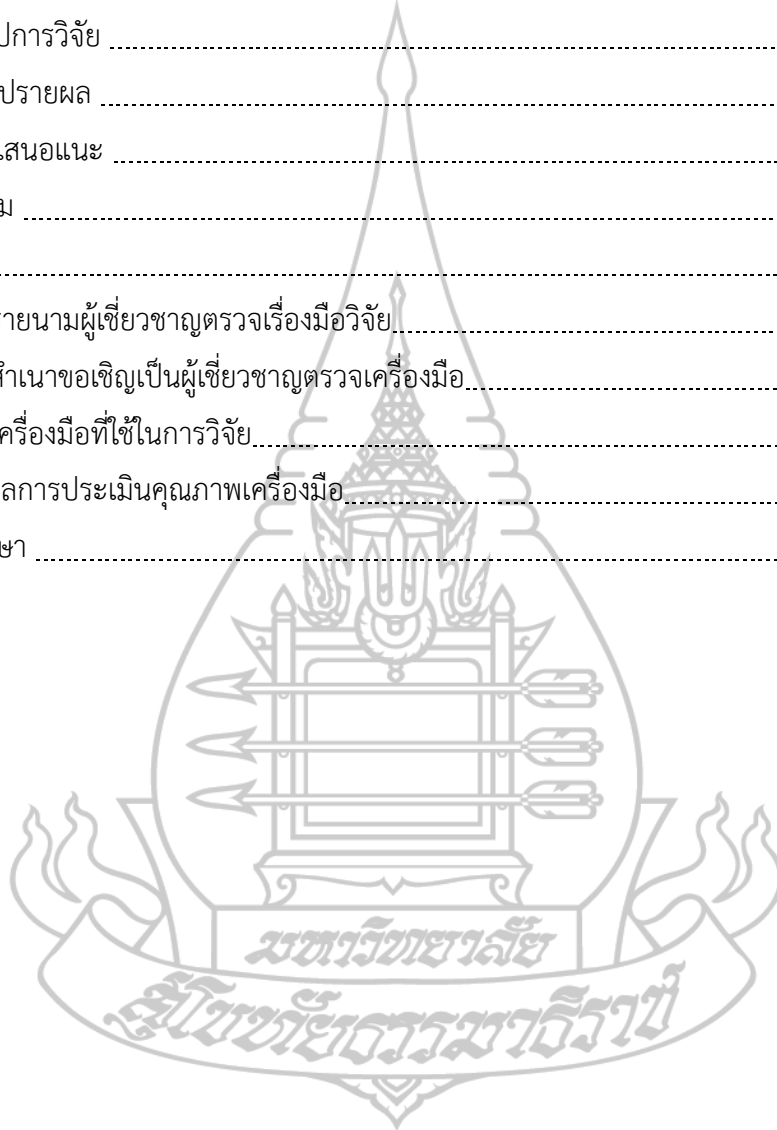 ปการวิจัย
ปรายผล
เสนอแนะ
ม
ายนามผู้เชี่ยวชาญตรวจเรื่องมือวิจัย
สำเนาขอเชิญเป็นผู้เชี่ยวชาญตรวจเครื่องมือ
ครื่องมือที่ใช้ในการวิจัย
ลการประเมินคุณภาพเครื่องมือ
ษา
มหาวิทยาลัย
สุโขทัยธรรมาธิราช